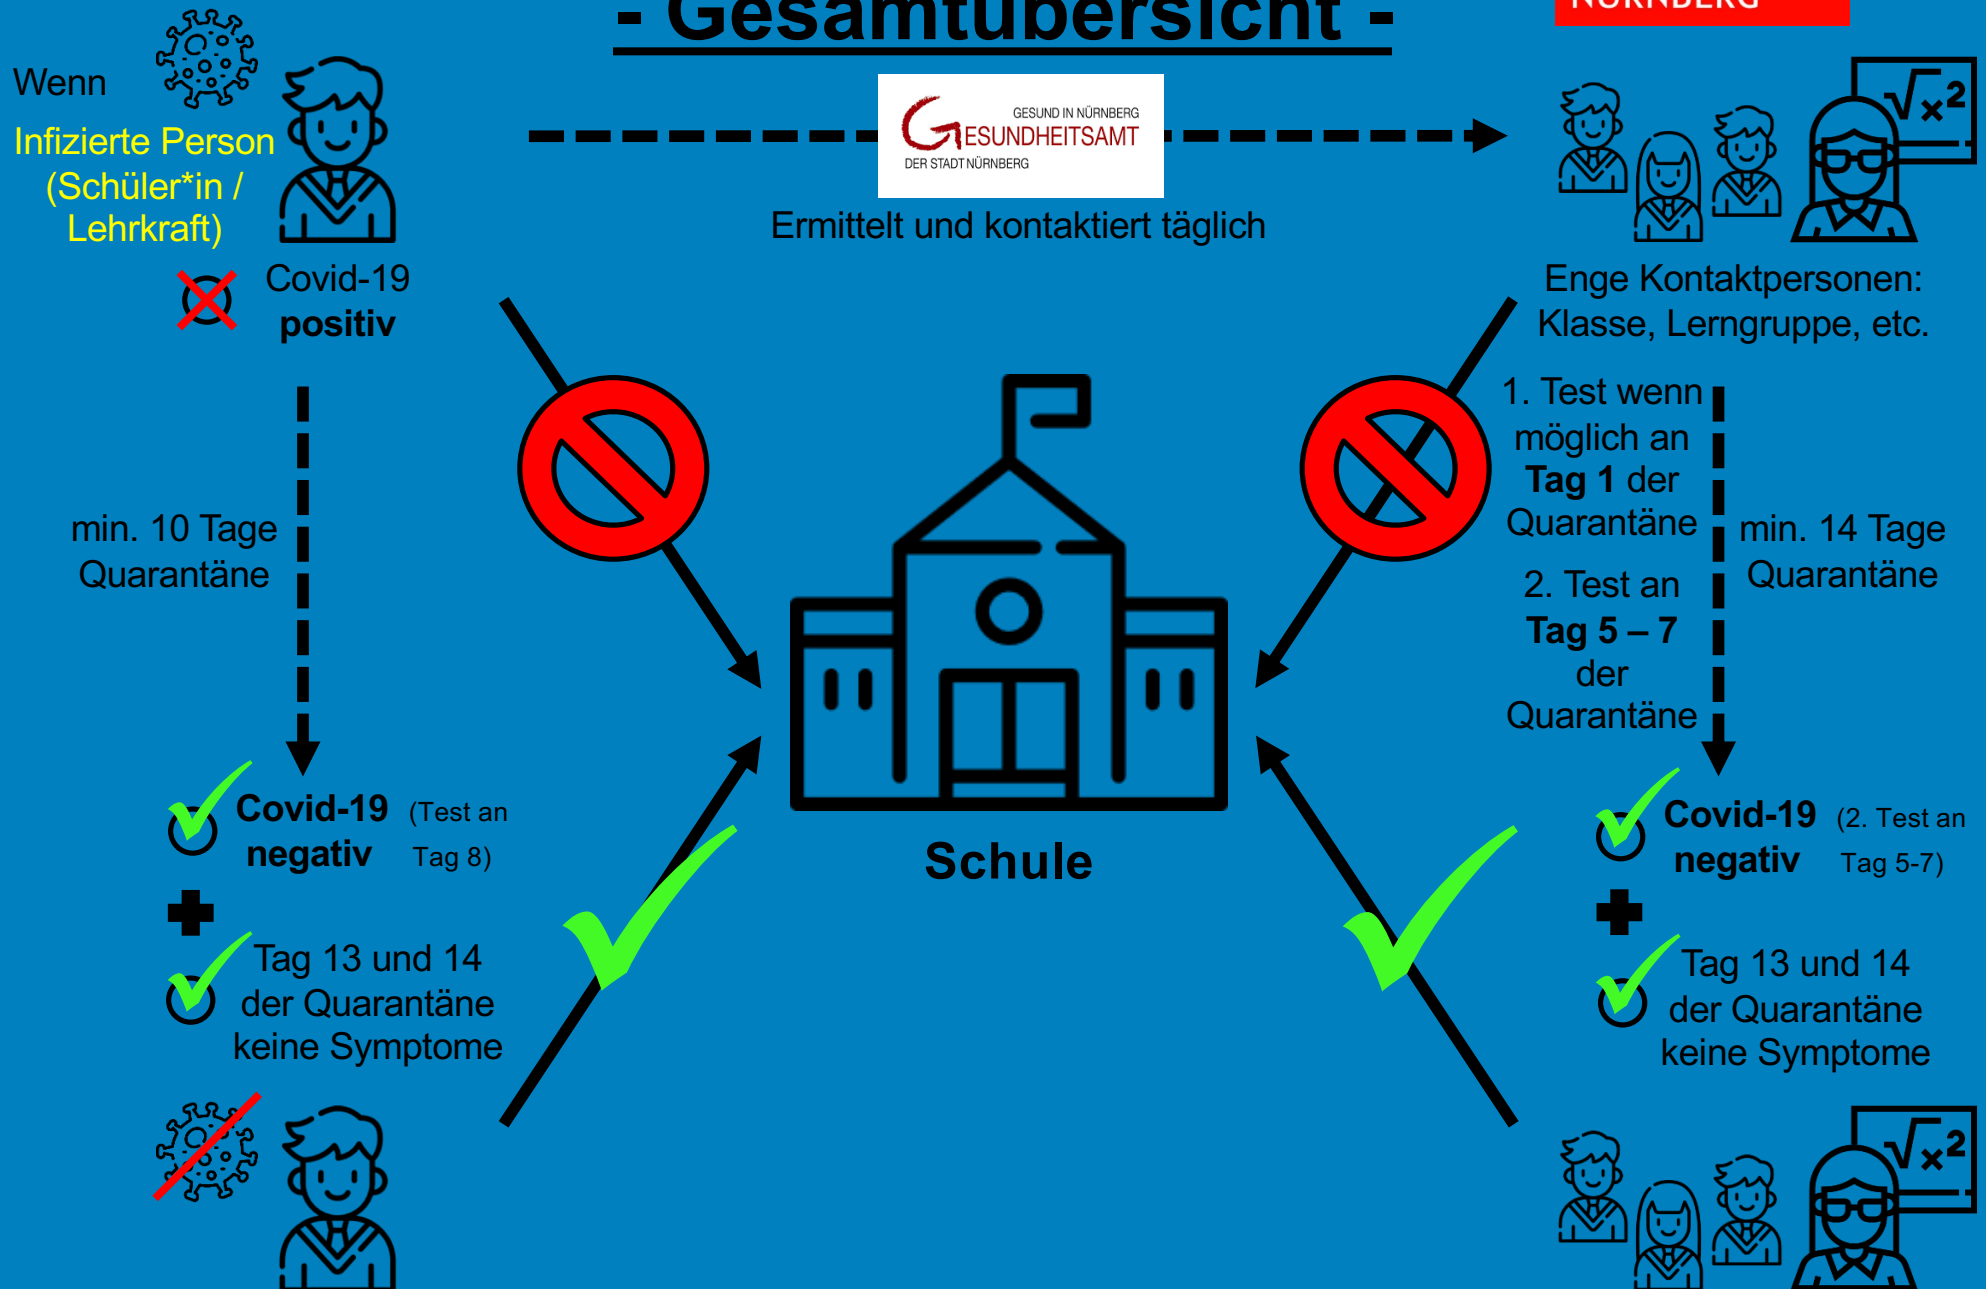 - Gesamtübersicht -
NÜRNBERG
Wenn
Infizierte Person
(Schüler*in /
Lehrkraft)
Covid-19
positiv
GESUND IN NÜRNBERG
GESUNDHEITSAMT
DER STADT NÜRNBERG
Ermittelt und kontaktiert täglich
√x²
Enge Kontaktpersonen:
Klasse, Lerngruppe, etc.
min. 10 Tage
Quarantäne
1. Test wenn
möglich an
Tag 1 der
Quarantäne
2. Test an
Tag 5 – 7
der
Quarantäne
min. 14 Tage
Quarantäne
Schule
Covid-19 (Test an
negativ Tag 8)
Tag 13 und 14
der Quarantäne
keine Symptome
Covid-19 (2. Test an
negativ Tag 5-7)
Tag 13 und 14
der Quarantäne
keine Symptome
√x²